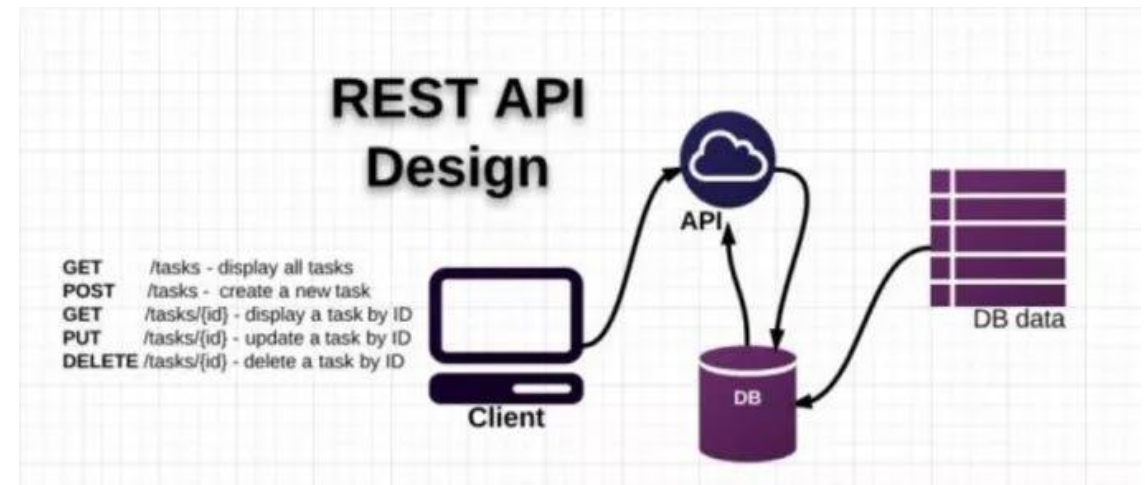 REST API
Design
API
GET /tasks - display all tasks
POST /tasks - create a new task
GET /tasks/{id} - display a task by ID
PUT /tasks/{id} - update a task by ID
DELETE /tasks/{id} - delete a task by ID
Client
DB
DB data